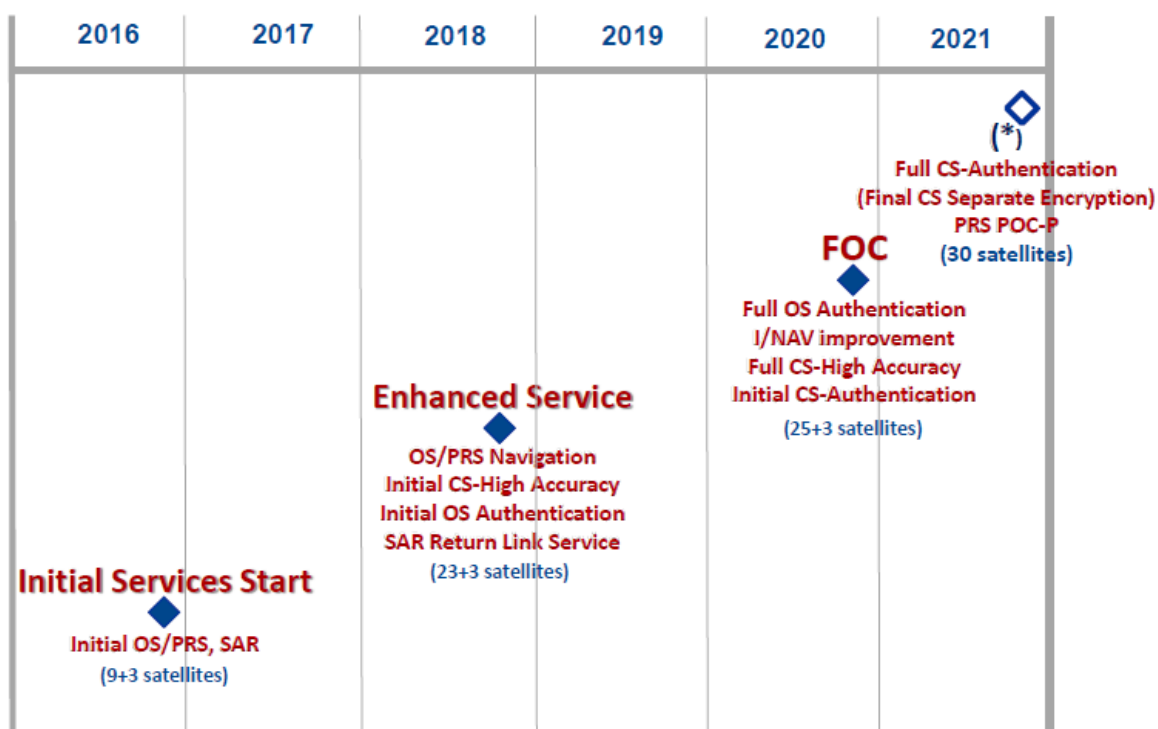 2016 2017 2018 2019 2020 2021
(*)
Full CS-Authentication
(Final CS Separate Encryption)
PRS POC-P
(30 satellites)
FOC
Full OS Authentication
I/NAV improvement
Full CS-High Accuracy
Initial CS-Authentication
(25+3 satellites)
Enhanced Service
OS/PRS Navigation
Initial CS-High Accuracy
Initial OS Authentication
SAR Return Link Service
(23+3 satellites)
Initial Services Start
Initial OS/PRS, SAR
(9+3 satellites)